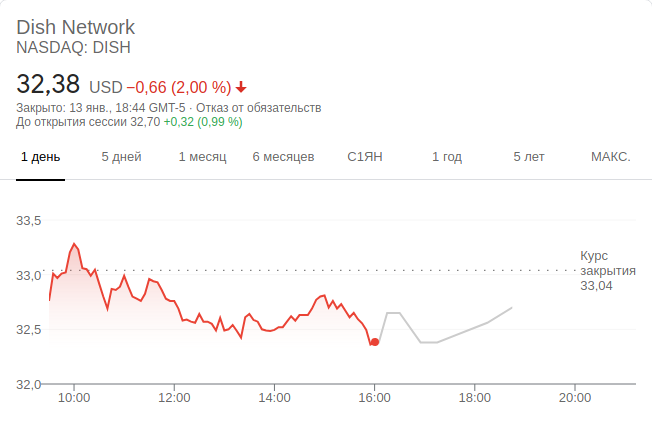 Dish Network
NASDAQ: DISH
32,38 USD −0,66 (2,00 %)
Закрыто: 13 янв., 18:44 GMT-5 · Отказ от обязательств
До открытия сессии 32,70 +0,32 (0,99 %)
1 день 5 дней 1 месяц 6 месяцев С1ЯН 1 год 5 лет МАКС.
33,5
33,0
32,5
32,0
Курс
закрытия
33,04
10:00 12:00 14:00 16:00 18:00 20:00